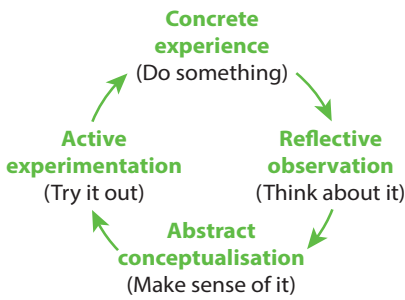 Concrete
experience
(Do something)
Reflective
observation
(Think about it)
Abstract
conceptualisation
(Make sense of it)
Active
experimentation
(Try it out)